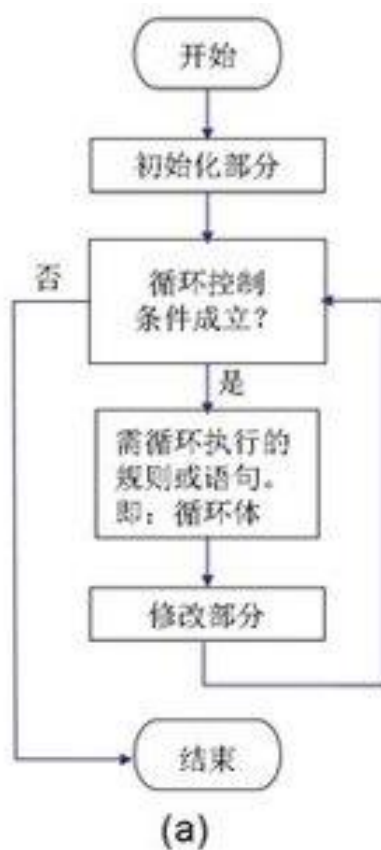 开始
初始化部分
否
循环控制
条件成立?
是
需循环执行的
规则或语句。
即：循环体
修改部分
结束
(a)